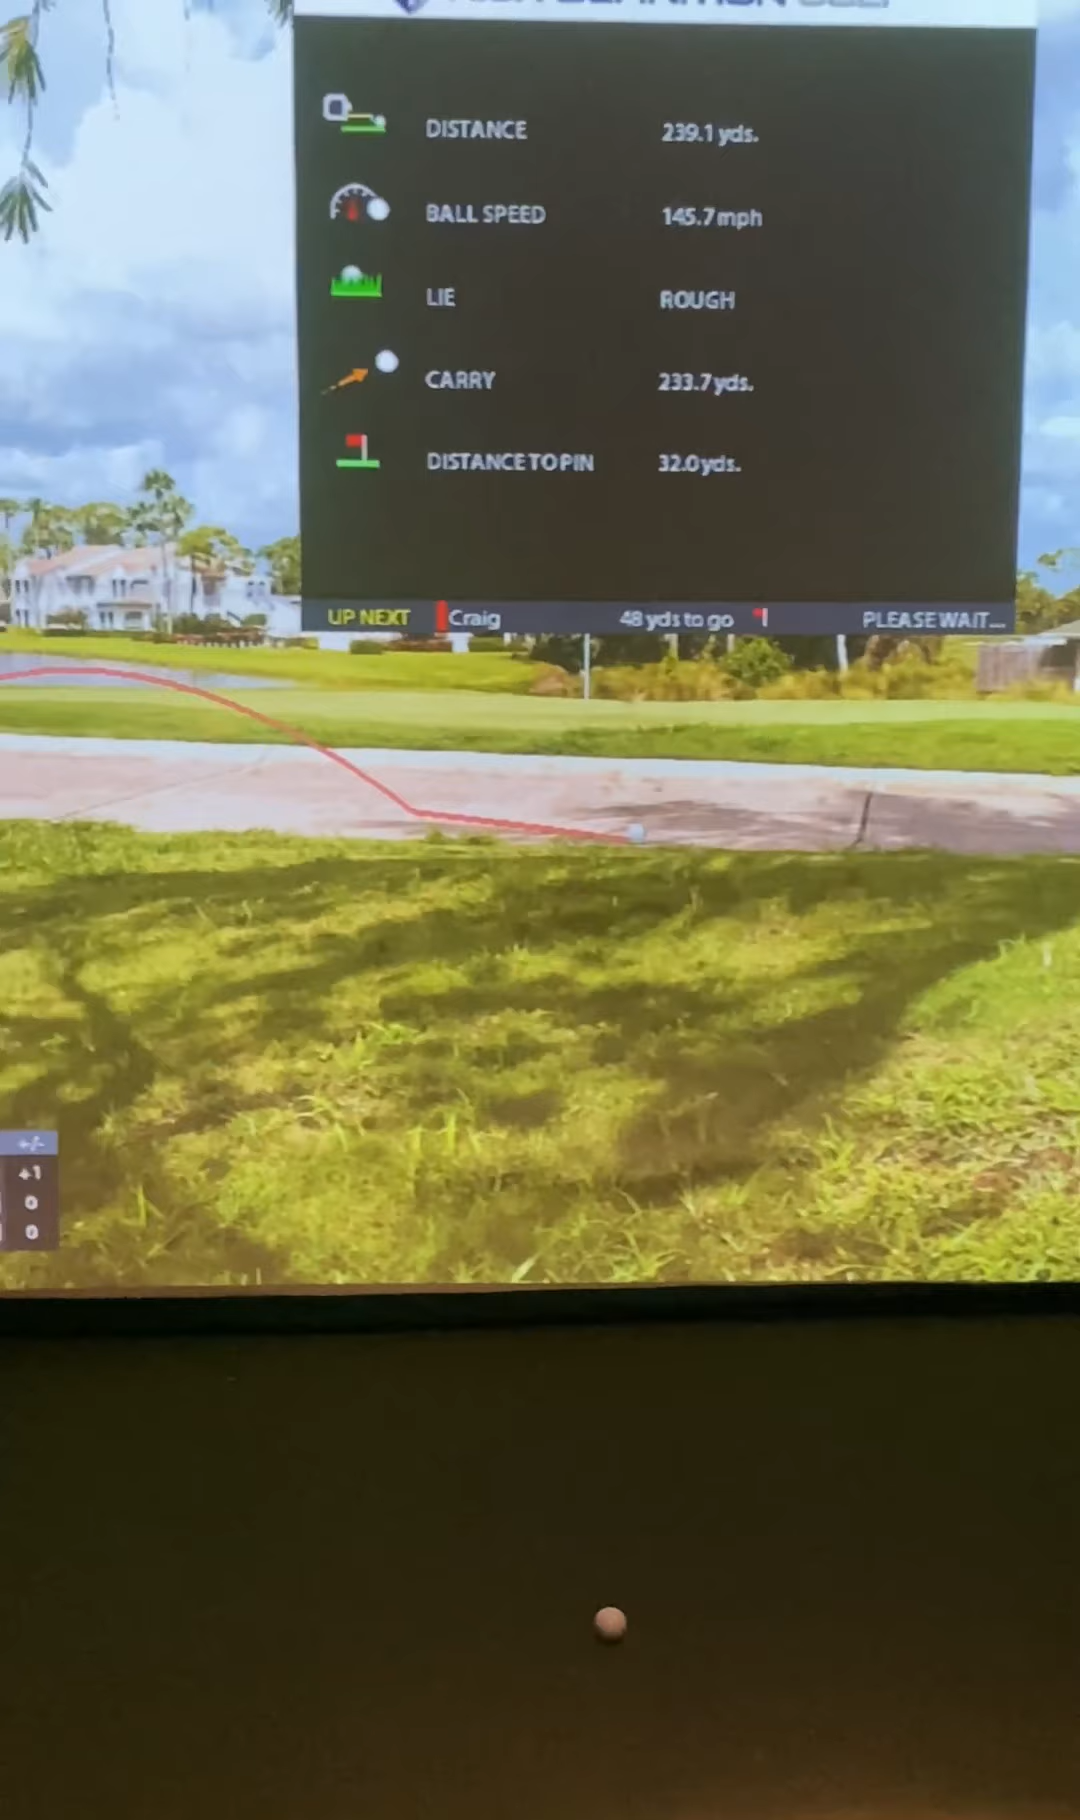 DISTANCE 239.1 yds.
BALL SPEED 145.7 mph
LIE ROUGH
CARRY 233.7 yds.
DISTANCE TO PIN 32.0 yds.
UP NEXT Craig 48 yds to go PLEASE WAIT...
+/-
+1
0
0